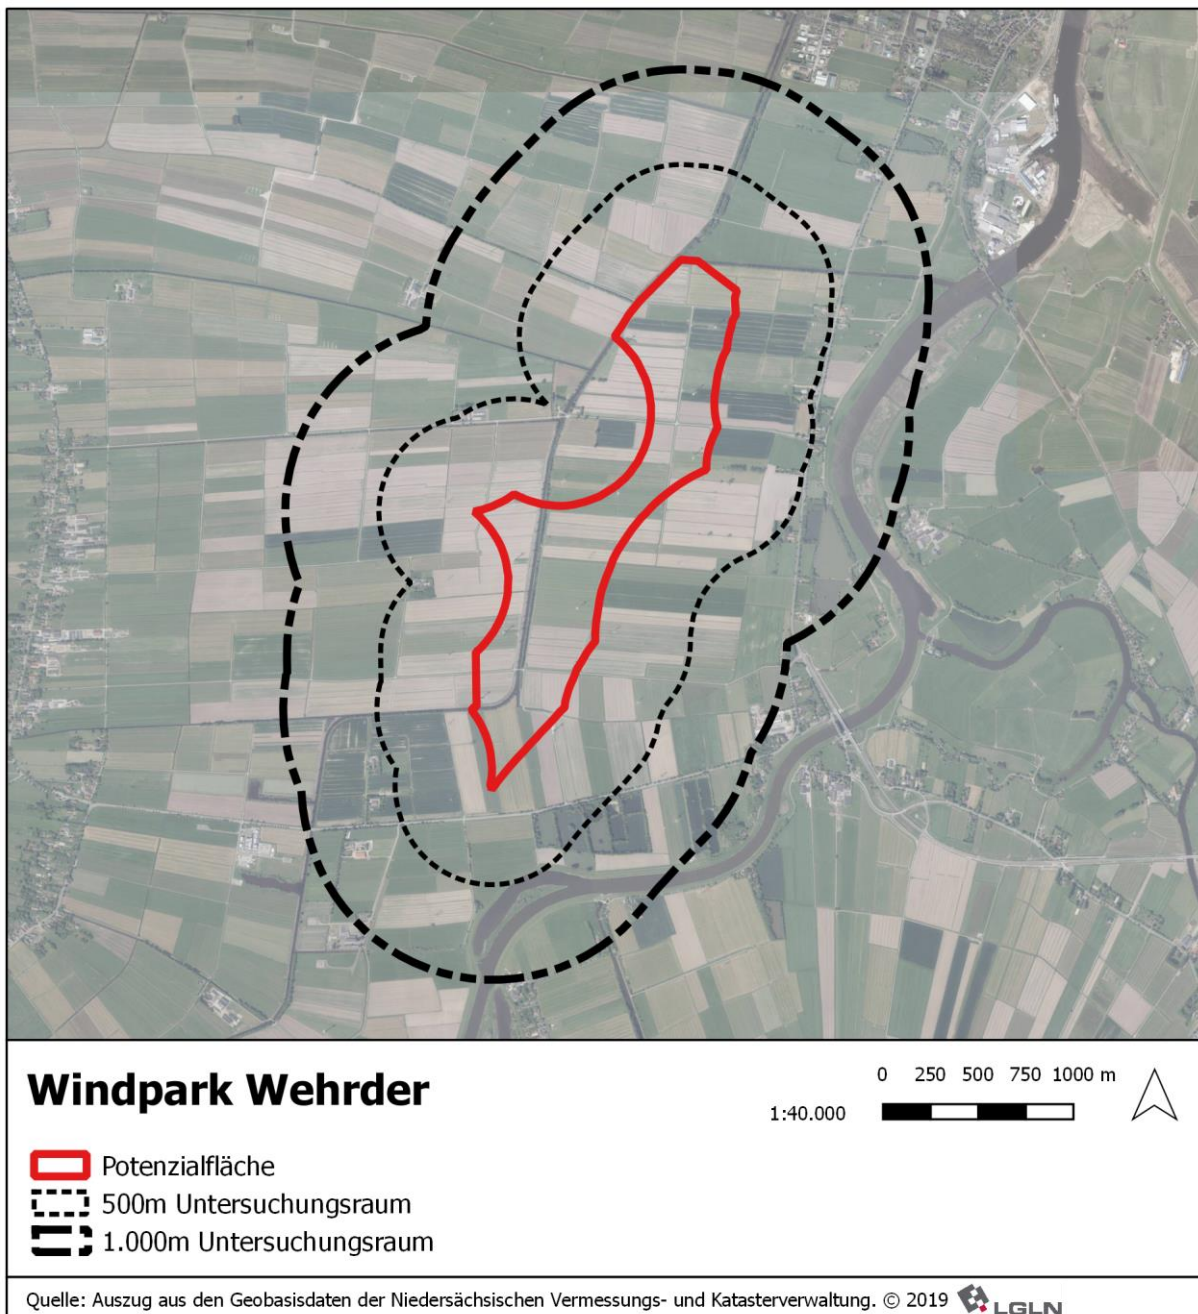 Windpark Wehrder
0 250 500 750 1000 m
1:40.000
Potenzialfläche
500m Untersuchungsraum
1.000m Untersuchungsraum
Quelle: Auszug aus den Geobasisdaten der Niedersächsischen Vermessungs- und Katasterverwaltung. © 2019 LGLN